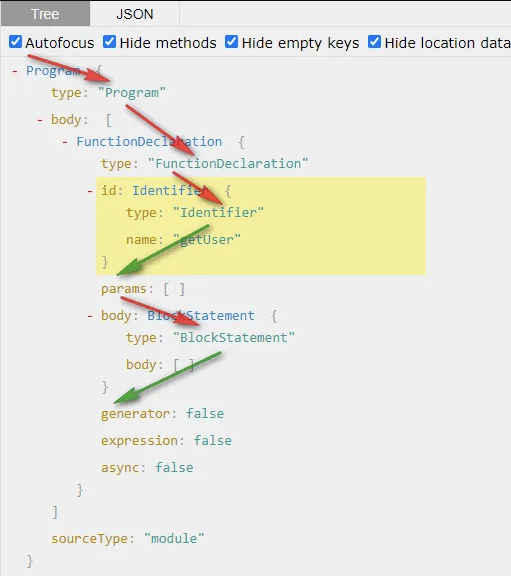 Tree JSON
Autofocus Hide methods Hide empty keys Hide location data
- Program {
type: "Program"
- body: [
- FunctionDeclaration {
type: "FunctionDeclaration"
- id: Identifier {
type: "Identifier"
name: "getUser"
}
params: [ ]
- body: BlockStatement {
type: "BlockStatement"
body: [ ]
}
generator: false
expression: false
async: false
}
]
sourceType: "module"
}